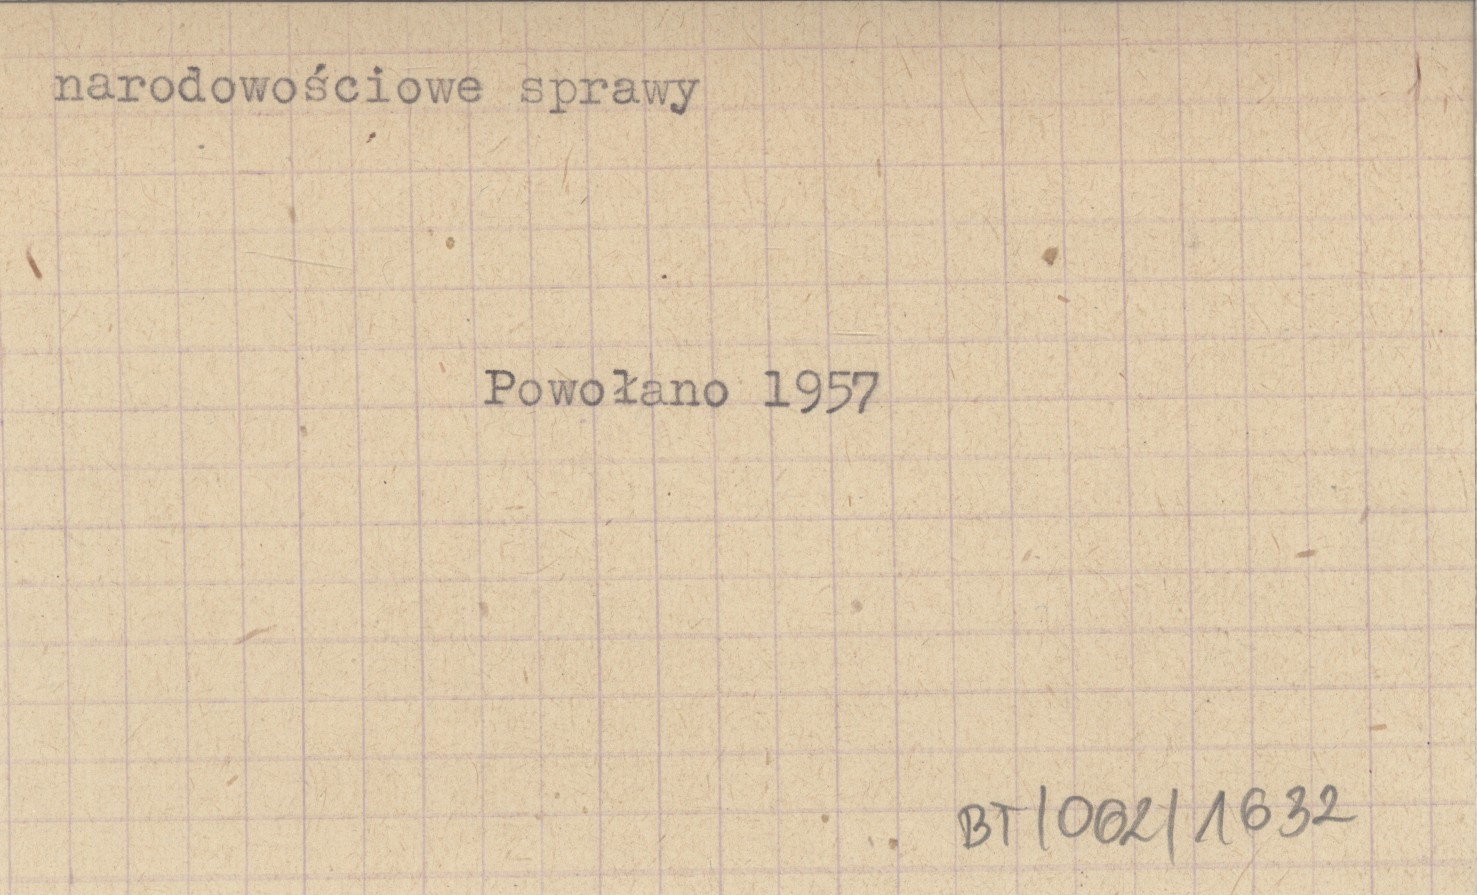 narodowościowe sprawy
Powołano 1957
BT/062/1632